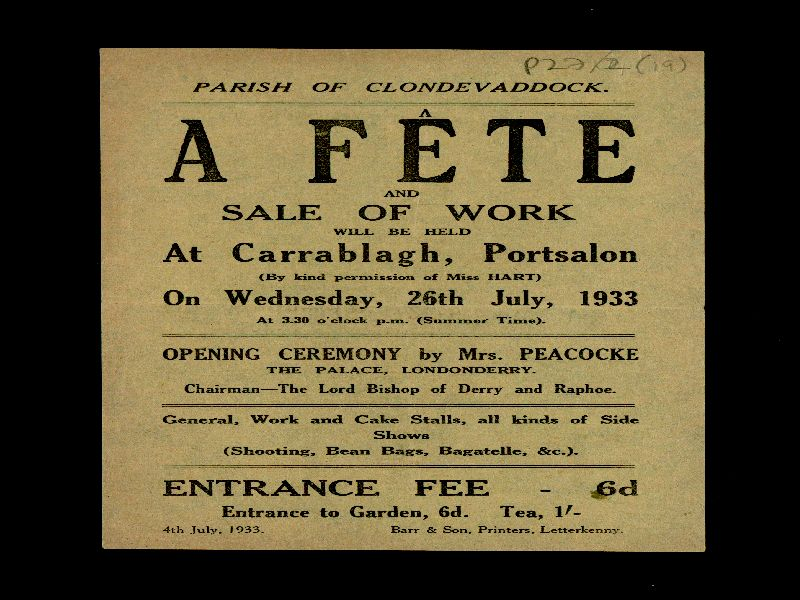 P27/2 (19)
PARISH OF CLONDEVADDOCK.
A FÊTE
AND
SALE OF WORK
WILL BE HELD
At Carrablagh, Portsalon
(By kind permission of Miss HART)
On Wednesday, 26th July, 1933
At 3.30 o'clock p.m. (Summer Time).
OPENING CEREMONY by Mrs. PEACOCKE
THE PALACE, LONDONDERRY.
Chairman—The Lord Bishop of Derry and Raphoe.
General, Work and Cake Stalls, all kinds of Side
Shows
(Shooting, Bean Bags, Bagatelle, &c.).
ENTRANCE FEE - 6d
Entrance to Garden, 6d. Tea, 1/-
4th July, 1933. Barr & Son, Printers, Letterkenny.